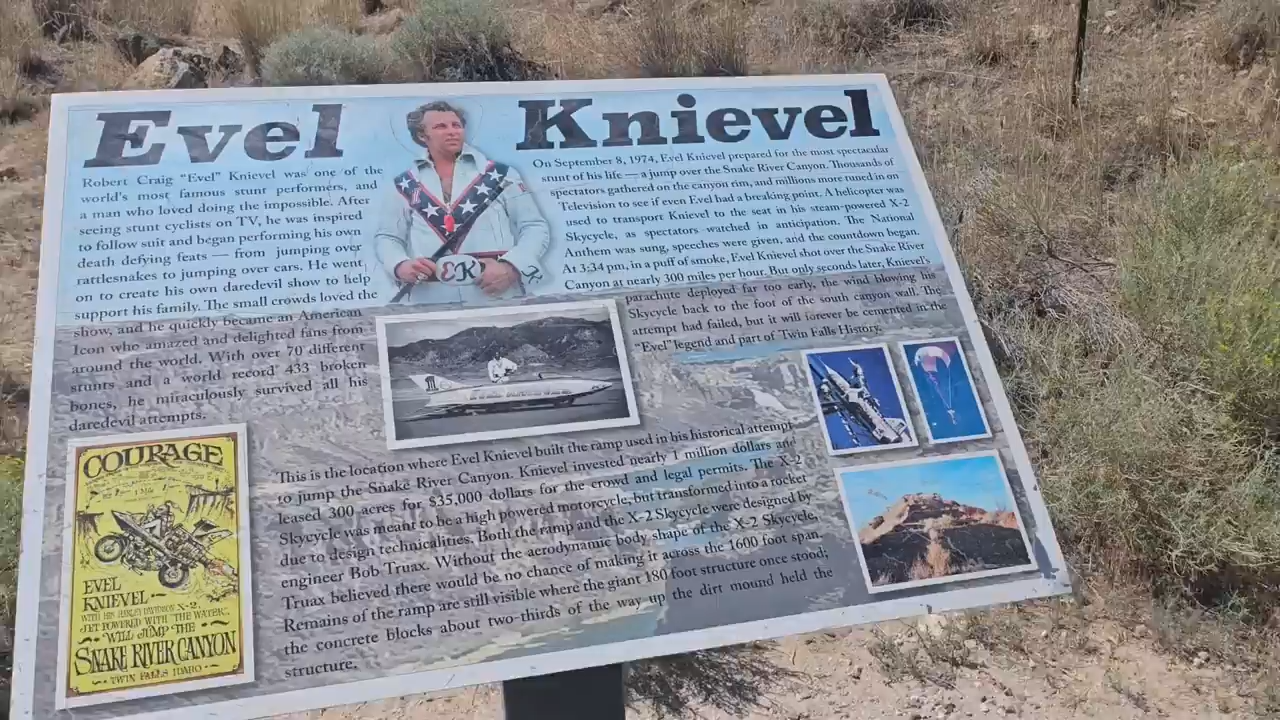 Evel Knievel
Robert Craig "Evel" Knievel was one of the
world's most famous stunt performers, and
a man who loved doing the impossible. After
seeing stunt cyclists on TV, he was inspired
to follow suit and began performing his own
death defying feats — from jumping over
rattlesnakes to jumping over cars. He went
on to create his own daredevil show to help
support his family. The small crowds loved the
show, and he quickly became an American
Icon who amazed and delighted fans from
around the world. With over 70 different
stunts and a world record 433 broken
bones, he miraculously survived all his
daredevil attempts.
EK
On September 8, 1974, Evel Knievel prepared for the most spectacular
stunt of his life — a jump over the Snake River Canyon. Thousands of
spectators gathered on the canyon rim, and millions more tuned in on
Television to see if even Evel had a breaking point. A helicopter was
used to transport Knievel to the seat in his steam-powered X-2
Skycycle, as spectators watched in anticipation. The National
Anthem was sung, speeches were given, and the countdown began.
At 3:34 pm, in a puff of smoke, Evel Knievel shot over the Snake River
Canyon at nearly 300 miles per hour. But only seconds later, Knievel's
parachute deployed far too early, the wind blowing his
Skycycle back to the foot of the south canyon wall. The
attempt had failed, but it will forever be cemented in the
"Evel" legend and part of Twin Falls History.
This is the location where Evel Knievel built the ramp used in his historical attempt
to jump the Snake River Canyon. Knievel invested nearly 1 million dollars and
leased 300 acres for $35,000 dollars for the crowd and legal permits. The X-2
Skycycle was meant to be a high powered motorcycle, but transformed into a rocket
due to design technicalities. Both the ramp and the X-2 Skycycle were designed by
engineer Bob Truax. Without the aerodynamic body shape of the X-2 Skycycle,
Truax believed there would be no chance of making it across the 1600 foot span.
Remains of the ramp are still visible where the giant 180 foot structure once stood;
the concrete blocks about two-thirds of the way up the dirt mound held the
structure.
COURAGE
EVEL
KNIEVEL
WITH HIS HARLEY DAVIDSON X-2,
JET POWERED WITH THE WATER,
WILL JUMP THE
SNAKE RIVER CANYON
TWIN FALLS IDAHO